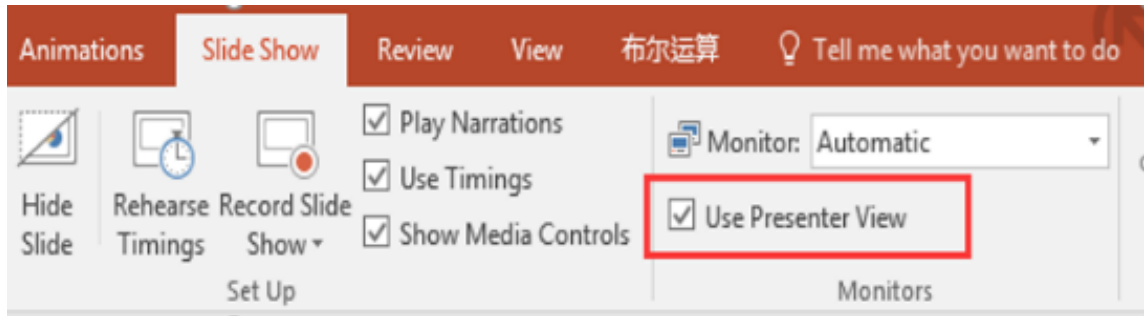 Animations Slide Show Review View 布尔运算 Tell me what you want to do
Hide Slide
Rehearse Timings
Record Slide Show
Play Narrations
Use Timings
Show Media Controls
Set Up
Monitor: Automatic
Use Presenter View
Monitors